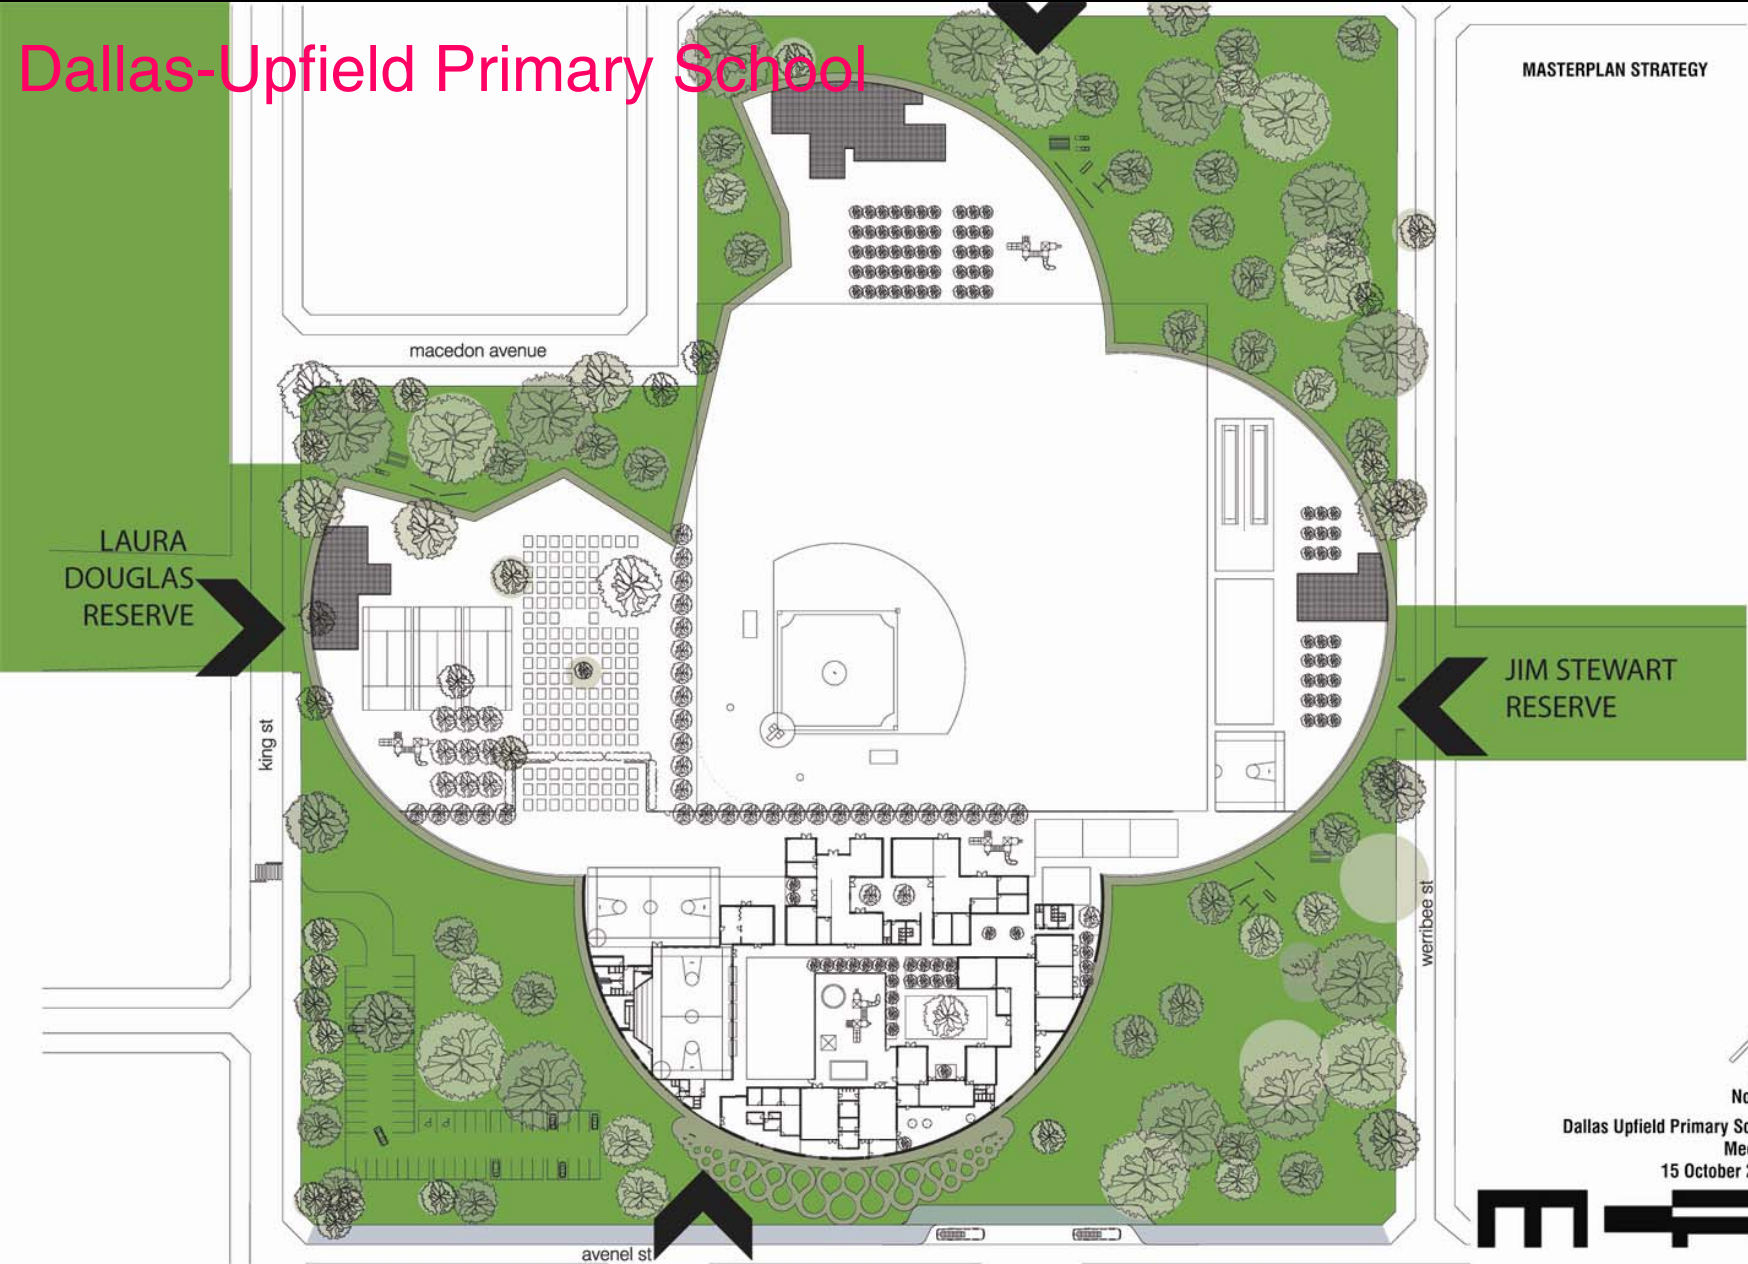 Dallas-Upfield Primary School
MASTERPLAN STRATEGY
macedon avenue
LAURA
DOUGLAS
RESERVE
king st
JIM STEWART
RESERVE
werribee st
Dallas Upfield Primary
15 October
avenel st